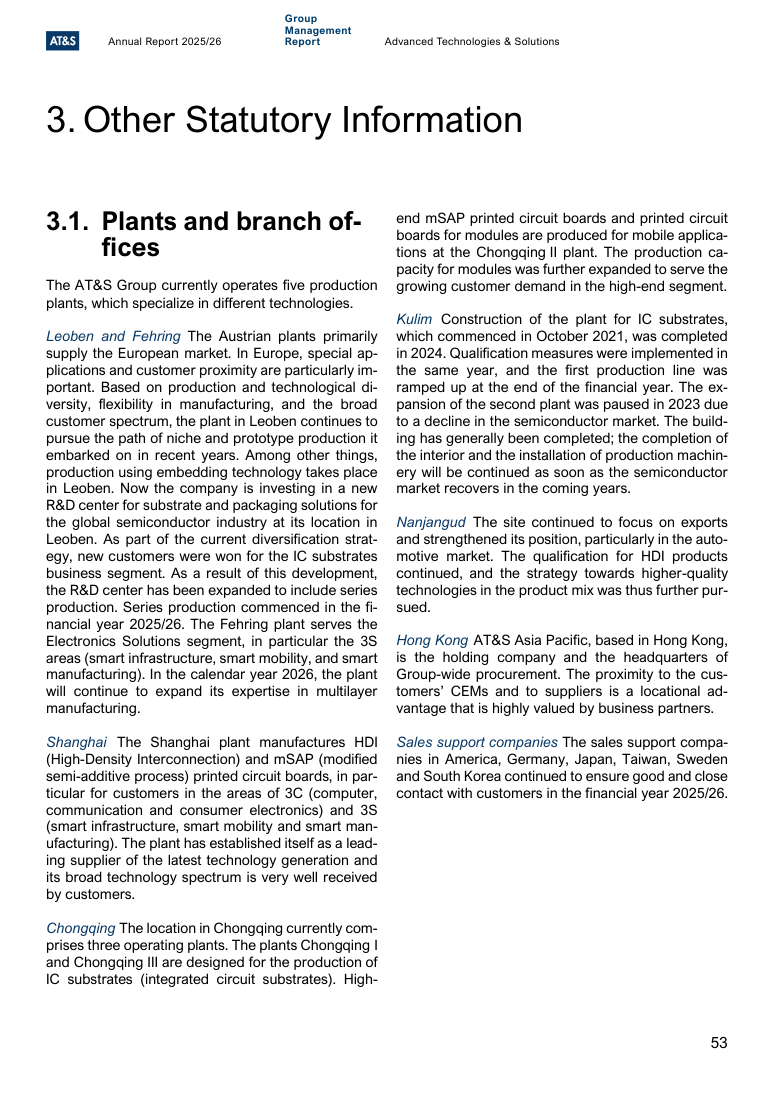 AT&S
Annual Report 2025/26
Group
Management
Report
Advanced Technologies & Solutions
3. Other Statutory Information
3.1. Plants and branch of-
fices
The AT&S Group currently operates five production
plants, which specialize in different technologies.
Leoben and Fehring The Austrian plants primarily
supply the European market. In Europe, special ap-
plications and customer proximity are particularly im-
portant. Based on production and technological di-
versity, flexibility in manufacturing, and the broad
customer spectrum, the plant in Leoben continues to
pursue the path of niche and prototype production it
embarked on in recent years. Among other things,
production using embedding technology takes place
in Leoben. Now the company is investing in a new
R&D center for substrate and packaging solutions for
the global semiconductor industry at its location in
Leoben. As part of the current diversification strat-
egy, new customers were won for the IC substrates
business segment. As a result of this development,
the R&D center has been expanded to include series
production. Series production commenced in the fi-
nancial year 2025/26. The Fehring plant serves the
Electronics Solutions segment, in particular the 3S
areas (smart infrastructure, smart mobility, and smart
manufacturing). In the calendar year 2026, the plant
will continue to expand its expertise in multilayer
manufacturing.
Shanghai The Shanghai plant manufactures HDI
(High-Density Interconnection) and mSAP (modified
semi-additive process) printed circuit boards, in par-
ticular for customers in the areas of 3C (computer,
communication and consumer electronics) and 3S
(smart infrastructure, smart mobility and smart man-
ufacturing). The plant has established itself as a lead-
ing supplier of the latest technology generation and
its broad technology spectrum is very well received
by customers.
Chongqing The location in Chongqing currently com-
prises three operating plants. The plants Chongqing I
and Chongqing III are designed for the production of
IC substrates (integrated circuit substrates). High-
end mSAP printed circuit boards and printed circuit
boards for modules are produced for mobile applica-
tions at the Chongqing II plant. The production ca-
pacity for modules was further expanded to serve the
growing customer demand in the high-end segment.
Kulim Construction of the plant for IC substrates,
which commenced in October 2021, was completed
in 2024. Qualification measures were implemented in
the same year, and the first production line was
ramped up at the end of the financial year. The ex-
pansion of the second plant was paused in 2023 due
to a decline in the semiconductor market. The build-
ing has generally been completed; the completion of
the interior and the installation of production machin-
ery will be continued as soon as the semiconductor
market recovers in the coming years.
Nanjangud The site continued to focus on exports
and strengthened its position, particularly in the auto-
motive market. The qualification for HDI products
continued, and the strategy towards higher-quality
technologies in the product mix was thus further pur-
sued.
Hong Kong AT&S Asia Pacific, based in Hong Kong,
is the holding company and the headquarters of
Group-wide procurement. The proximity to the cus-
tomers' CEMs and to suppliers is a locational ad-
vantage that is highly valued by business partners.
Sales support companies The sales support compa-
nies in America, Germany, Japan, Taiwan, Sweden
and South Korea continued to ensure good and close
contact with customers in the financial year 2025/26.
53